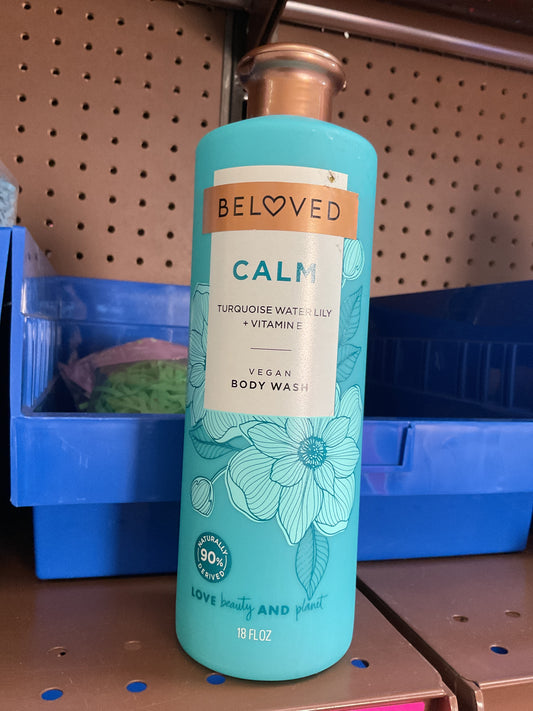 BELOVED
CALM
TURQUOISE WATER LILY
+ VITAMIN E
VEGAN
BODY WASH
NATURALLY
90%
DERIVED
LOVE beauty AND planet
18 FL OZ